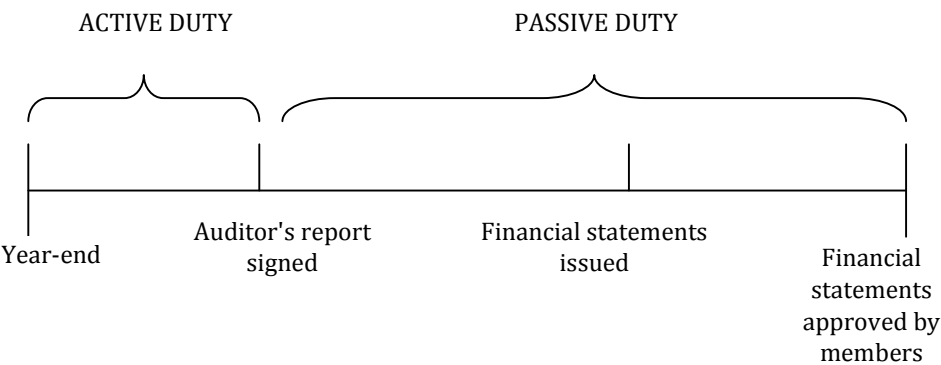 ACTIVE DUTY
PASSIVE DUTY
Year-end
Auditor's report
signed
Financial statements
issued
Financial
statements
approved by
members